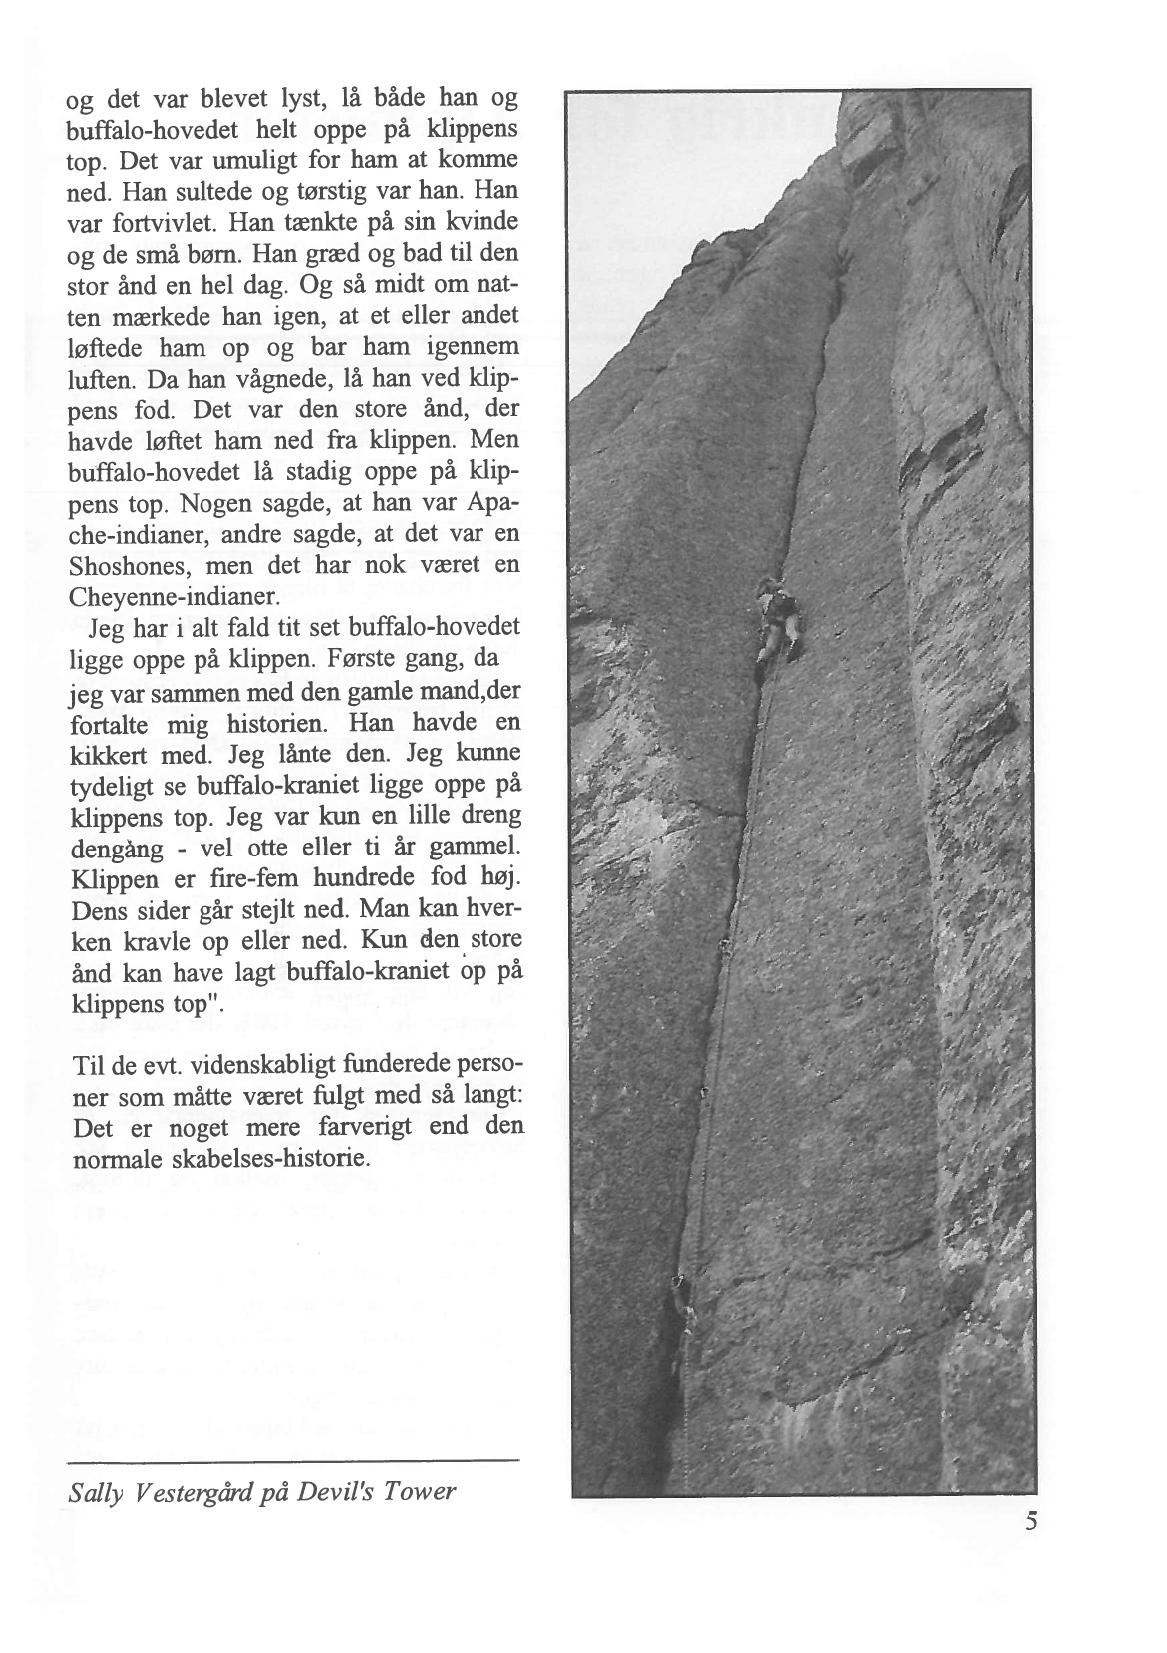 og det var blevet lyst, lå både han og
buffalo-hovedet helt oppe på klippens
top. Det var umuligt for ham at komme
ned. Han sultede og tørstig var han. Han
var fortvivlet. Han tænkte på sin kvinde
og de små børn. Han græd og bad til den
stor ånd en hel dag. Og så midt om nat-
ten mærkede han igen, at et eller andet
løftede ham op og bar ham igennem
luften. Da han vågnede, lå han ved klip-
pens fod. Det var den store ånd, der
havde løftet ham ned fra klippen. Men
buffalo-hovedet lå stadig oppe på klip-
pens top. Nogen sagde, at han var Apa-
che-indianer, andre sagde, at det var en
Shoshones, men det har nok været en
Cheyenne-indianer.
Jeg har i alt fald tit set buffalo-hovedet
ligge oppe på klippen. Første gang, da
jeg var sammen med den gamle mand,der
fortalte mig historien. Han havde en
kikkert med. Jeg lånte den. Jeg kunne
tydeligt se buffalo-kraniet ligge oppe på
klippens top. Jeg var kun en lille dreng
dengång - vel otte eller ti år gammel.
Klippen er fire-fem hundrede fod høj.
Dens sider går stejlt ned. Man kan hver-
ken kravle op eller ned. Kun den store
ånd kan have lagt buffalo-kraniet op på
klippens top".
Til de evt. videnskabligt funderede perso-
ner som måtte været fulgt med så langt:
Det er noget mere farverigt end den
normale skabelses-historie.
Sally Vestergård på Devil's Tower
5